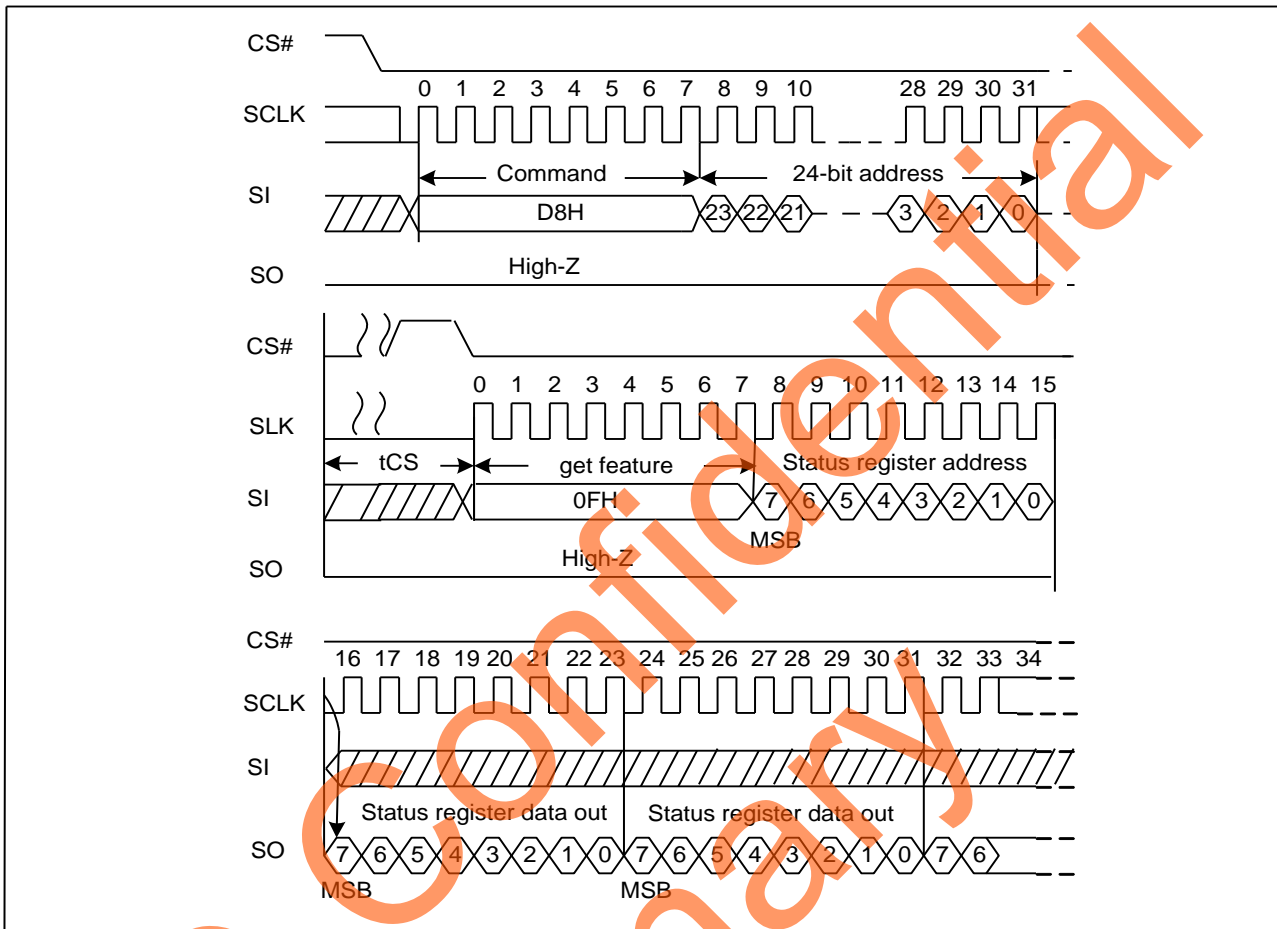 CS#
0 1 2 3 4 5 6 7 8 9 10 28 29 30 31
SCLK
Command 24-bit address
SI
D8H 23 22 21 3 2 1 0
High-Z
SO
CS#
0 1 2 3 4 5 6 7 8 9 10 11 12 13 14 15
SLK
tCS get feature Status register address
SI
0FH 7 6 5 4 3 2 1 0
MSB
High-Z
SO
CS#
16 17 18 19 20 21 22 23 24 25 26 27 28 29 30 31 32 33 34
SCLK
SI
Status register data out Status register data out
SO
7 6 5 4 3 2 1 0 7 6 5 4 3 2 1 0 7 6
MSB MSB
Confidential